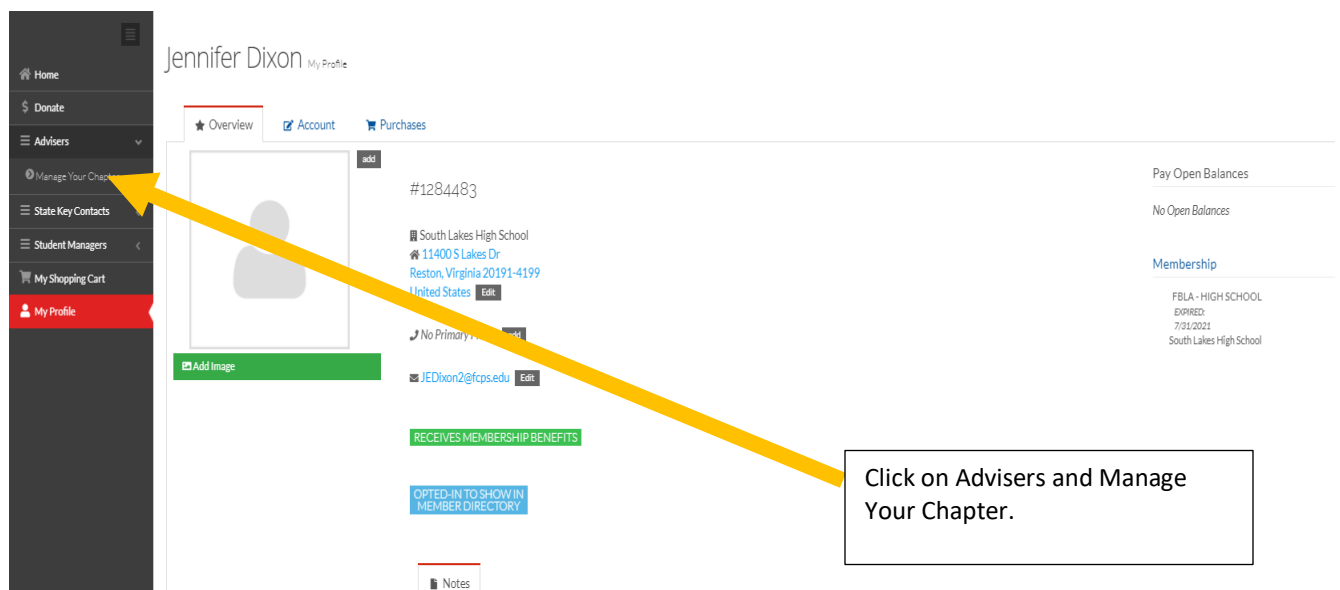 Home
$ Donate
Advisers
Manage Your
State Key Contacts
Student Managers
My Shopping Cart
My Profile
Jennifer Dixon My Profile
Overview Account Purchases
add
Add Image
#1284483
South Lakes High School
11400 S Lakes Dr
Reston, Virginia 20191-4199
United States Edit
No Primary
JEDixon2@fcps.edu Edit
RECEIVES MEMBERSHIP BENEFITS
OPTED-IN TO SHOW IN
MEMBER DIRECTORY
Notes
Pay Open Balances
No Open Balances
Membership
FBLA - HIGH SCHOOL
EXPIRED:
7/31/2021
South Lakes High School
Click on Advisers and Manage
Your Chapter.